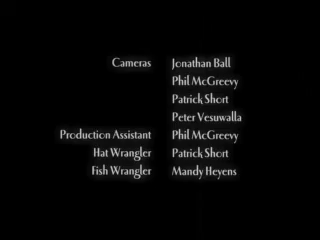 Cameras Jonathan Ball
Phil McGreevy
Patrick Short
Peter Vesuwalla
Production Assistant Phil McGreevy
Hat Wrangler Patrick Short
Fish Wrangler Mandy Heyens